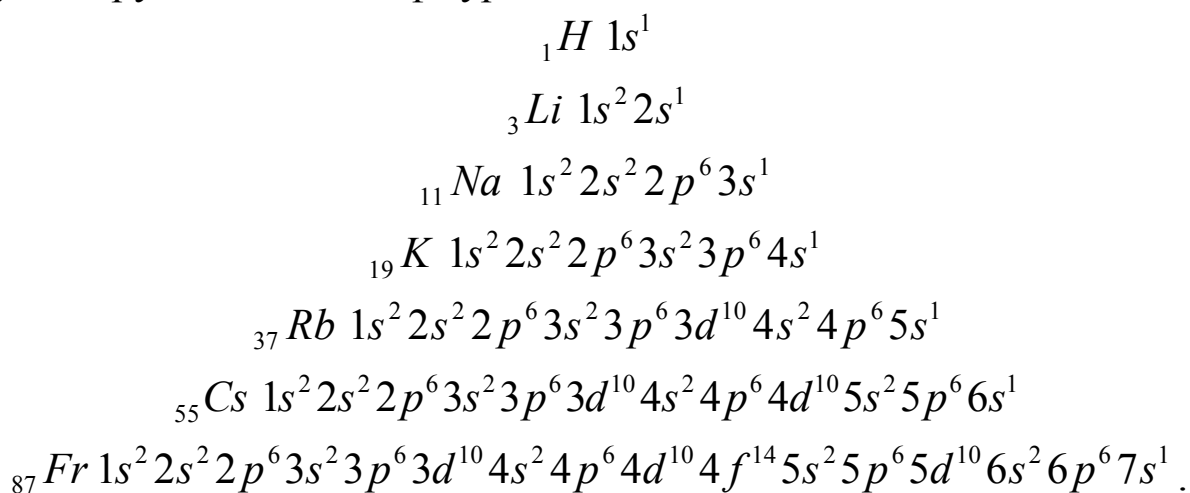 ₁H 1s¹
₃Li 1s²2s¹
₁₁Na 1s²2s²2p⁶3s¹
₁₉K 1s²2s²2p⁶3s²3p⁶4s¹
₃₇Rb 1s²2s²2p⁶3s²3p⁶3d¹⁰4s²4p⁶5s¹
₅₅Cs 1s²2s²2p⁶3s²3p⁶3d¹⁰4s²4p⁶4d¹⁰5s²5p⁶6s¹
₈₇Fr 1s²2s²2p⁶3s²3p⁶3d¹⁰4s²4p⁶4d¹⁰4f¹⁴5s²5p⁶5d¹⁰6s²6p⁶7s¹.